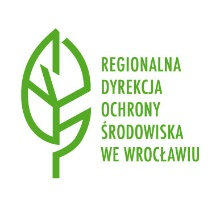 REGIONALNA
DYREKCJA
OCHRONY
ŚRODOWISKA
WE WROCŁAWIU